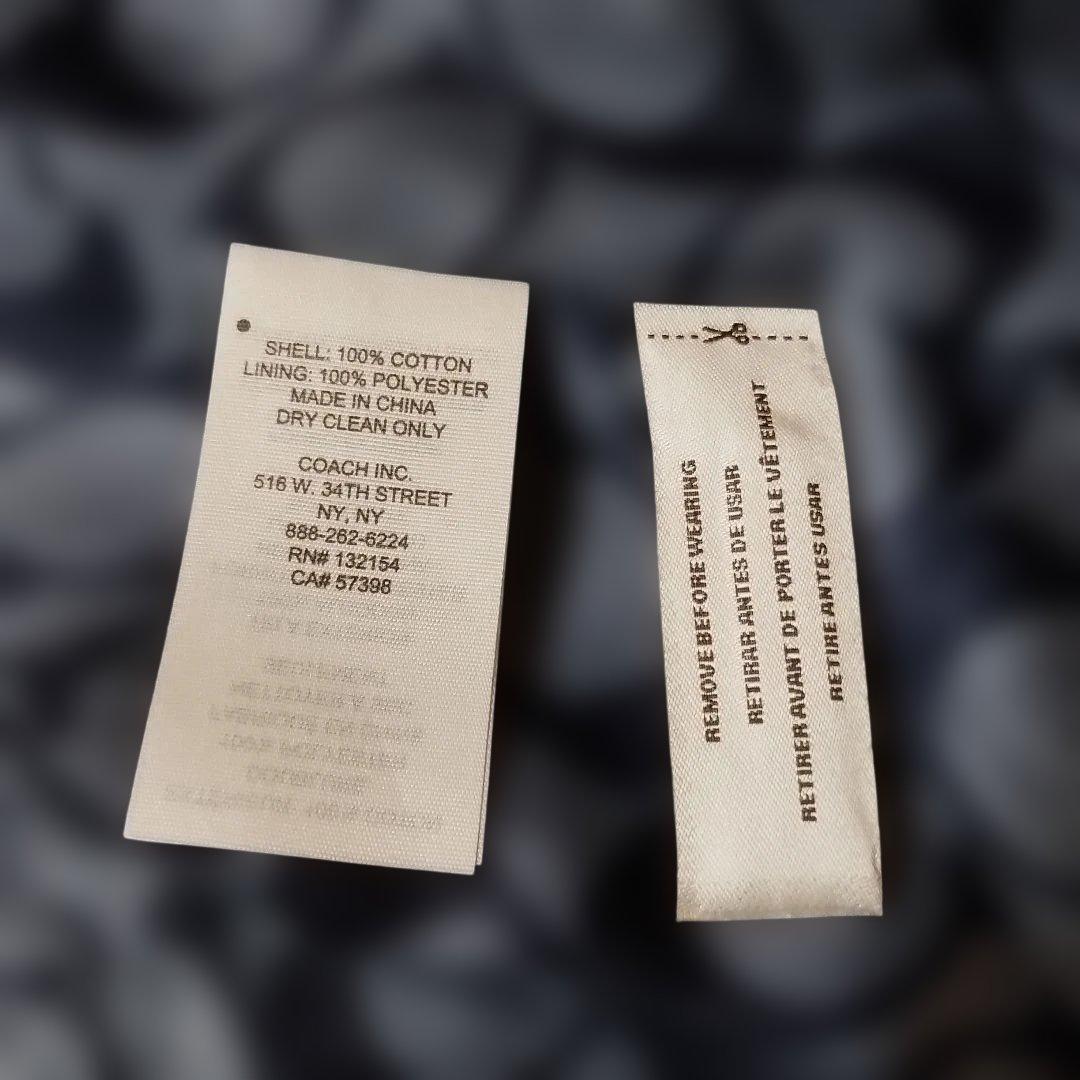 SHELL: 100% COTTON
LINING: 100% POLYESTER
MADE IN CHINA
DRY CLEAN ONLY
COACH INC.
516 W. 34TH STREET
NY, NY
888-262-6224
RN# 132154
CA# 57398
REMOVE BEFORE WEARING
RETIRAR ANTES DE USAR
RETIRER AVANT DE PORTER LE VÊTEMENT
RETIRE ANTES USAR